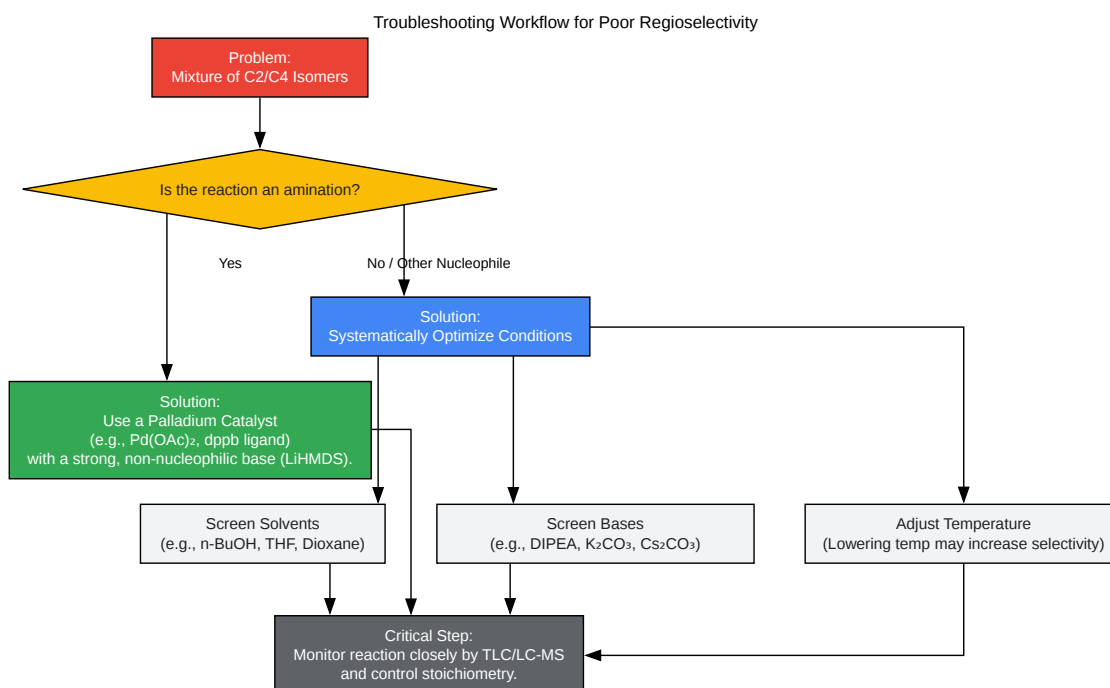 Troubleshooting Workflow for Poor Regioselectivity
Problem:
Mixture of C2/C4 Isomers
Is the reaction an amination?
Yes
No / Other Nucleophile
Solution:
Systematically Optimize Conditions
Solution:
Use a Palladium Catalyst
(e.g., Pd(OAc)₂, dppb ligand)
with a strong, non-nucleophilic base (LiHMDS).
Screen Solvents
(e.g., n-BuOH, THF, Dioxane)
Screen Bases
(e.g., DIPEA, K₂CO₃, Cs₂CO₃)
Adjust Temperature
(Lowering temp may increase selectivity)
Critical Step:
Monitor reaction closely by TLC/LC-MS
and control stoichiometry.